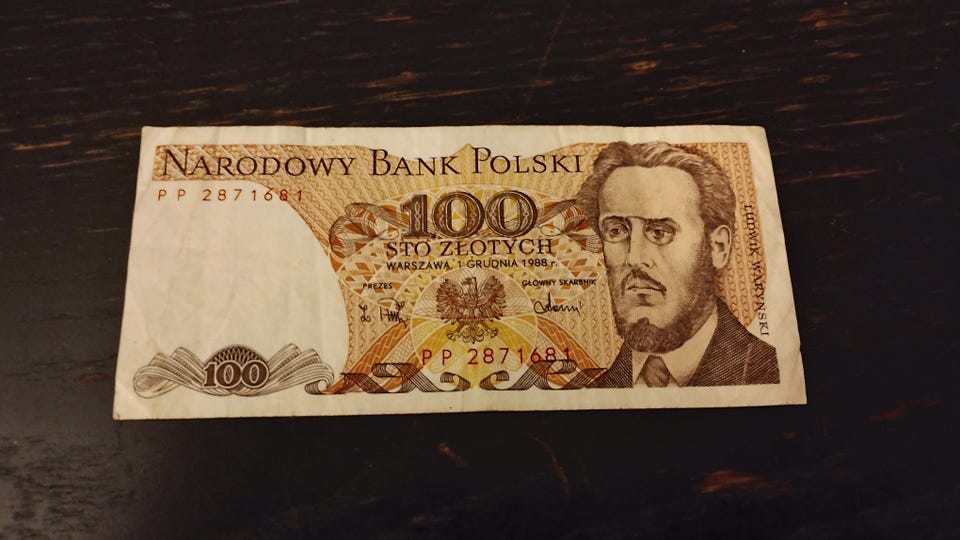 NARODOWY BANK POLSKI
PP 2871681
100
STO ZŁOTYCH
WARSZAWA, 1 GRUDNIA 1988 r.
PREZES
GŁÓWNY SKARBNIK
PP 2871681
100
LUDWIK WARYŃSKI